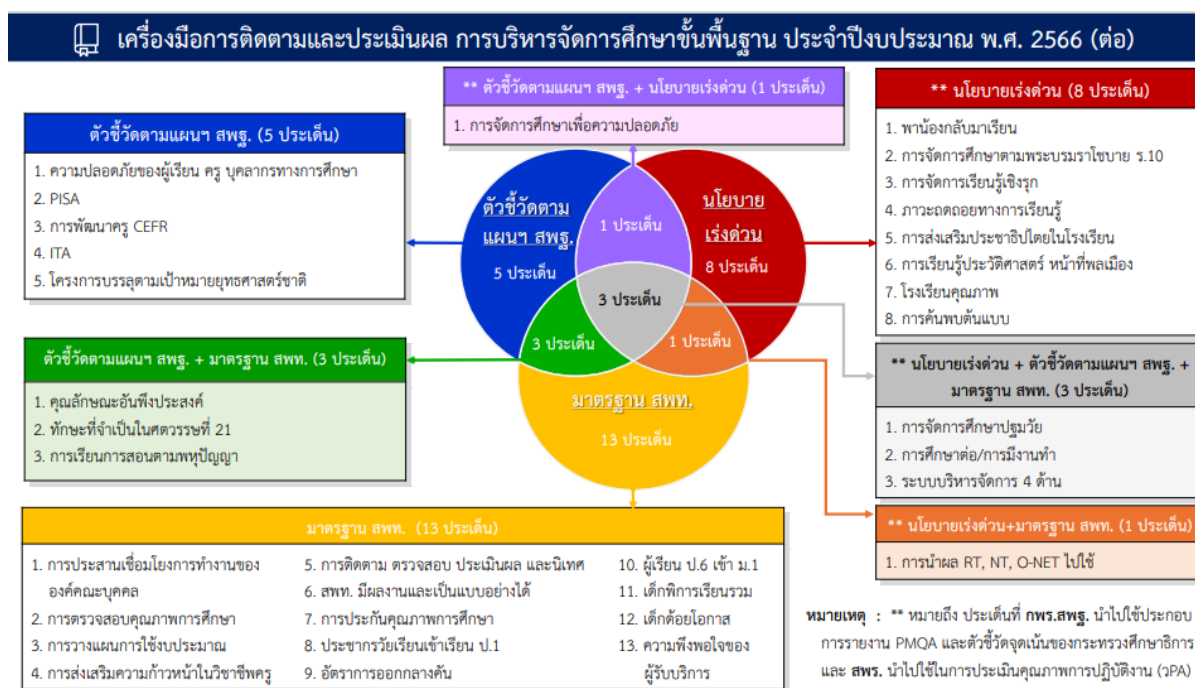 เครื่องมือการติดตามและประเมินผล การบริหารจัดการศึกษาขั้นพื้นฐาน ประจำปีงบประมาณ พ.ศ. 2566 (ต่อ)
** ตัวชี้วัดตามแผนฯ สพฐ. + นโยบายเร่งด่วน (1 ประเด็น)
1. การจัดการศึกษาเพื่อความปลอดภัย
ตัวชี้วัดตามแผนฯ สพฐ. (5 ประเด็น)
1. ความปลอดภัยของผู้เรียน ครู บุคลากรทางการศึกษา
2. PISA
3. การพัฒนาครู CEFR
4. ITA
5. โครงการบรรลุตามเป้าหมายยุทธศาสตร์ชาติ
** นโยบายเร่งด่วน (8 ประเด็น)
1. พาน้องกลับมาเรียน
2. การจัดการศึกษาตามพระบรมราโชบาย ร.10
3. การจัดการเรียนรู้เชิงรุก
4. ภาวะถดถอยทางการเรียนรู้
5. การส่งเสริมประชาธิปไตยในโรงเรียน
6. การเรียนรู้ประวัติศาสตร์ หน้าที่พลเมือง
7. โรงเรียนคุณภาพ
8. การค้นพบต้นแบบ
ตัวชี้วัดตาม
แผนฯ สพฐ.
5 ประเด็น
1 ประเด็น
นโยบาย
เร่งด่วน
8 ประเด็น
3 ประเด็น
3 ประเด็น
1 ประเด็น
มาตรฐาน สพท.
13 ประเด็น
ตัวชี้วัดตามแผนฯ สพฐ. + มาตรฐาน สพท. (3 ประเด็น)
1. คุณลักษณะอันพึงประสงค์
2. ทักษะที่จำเป็นในศตวรรษที่ 21
3. การเรียนการสอนตามพหุปัญญา
** นโยบายเร่งด่วน + ตัวชี้วัดตามแผนฯ สพฐ. +
มาตรฐาน สพท. (3 ประเด็น)
1. การจัดการศึกษาปฐมวัย
2. การศึกษาต่อ/การมีงานทำ
3. ระบบบริหารจัดการ 4 ด้าน
** นโยบายเร่งด่วน+มาตรฐาน สพท. (1 ประเด็น)
1. การนำผล RT, NT, O-NET ไปใช้
มาตรฐาน สพท. (13 ประเด็น)
1. การประสานเชื่อมโยงการทำงานของ
องค์คณะบุคคล
2. การตรวจสอบคุณภาพการศึกษา
3. การวางแผนการใช้งบประมาณ
4. การส่งเสริมความก้าวหน้าในวิชาชีพครู
5. การติดตาม ตรวจสอบ ประเมินผล และนิเทศ
6. สพท. มีผลงานและเป็นแบบอย่างได้
7. การประกันคุณภาพการศึกษา
8. ประชากรวัยเรียนเข้าเรียน ป.1
9. อัตราการออกกลางคัน
10. ผู้เรียน ป.6 เข้า ม.1
11. เด็กพิการเรียนรวม
12. เด็กด้อยโอกาส
13. ความพึงพอใจของ
ผู้รับบริการ
หมายเหตุ : ** หมายถึง ประเด็นที่ กพร.สพฐ. นำไปใช้ประกอบ
การรายงาน PMQA และตัวชี้วัดจุดเน้นของกระทรวงศึกษาธิการ
และ สพร. นำไปใช้ในการประเมินคุณภาพการปฏิบัติงาน (วPA)